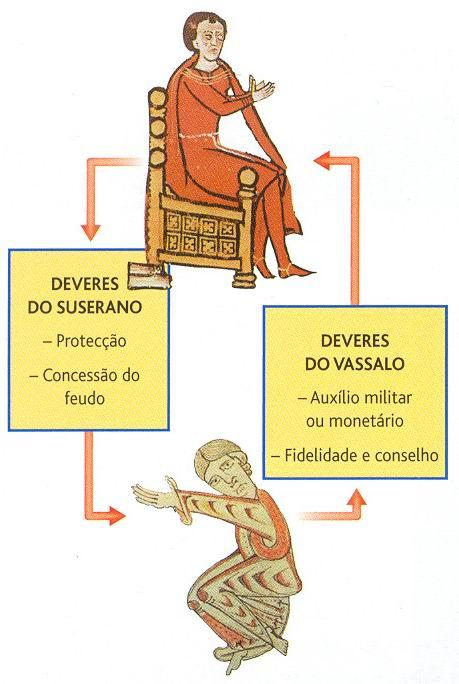 DEVERES
DO SUSERANO
– Protecção
– Concessão do
feudo
DEVERES
DO VASSALO
– Auxílio militar
ou monetário
– Fidelidade e conselho